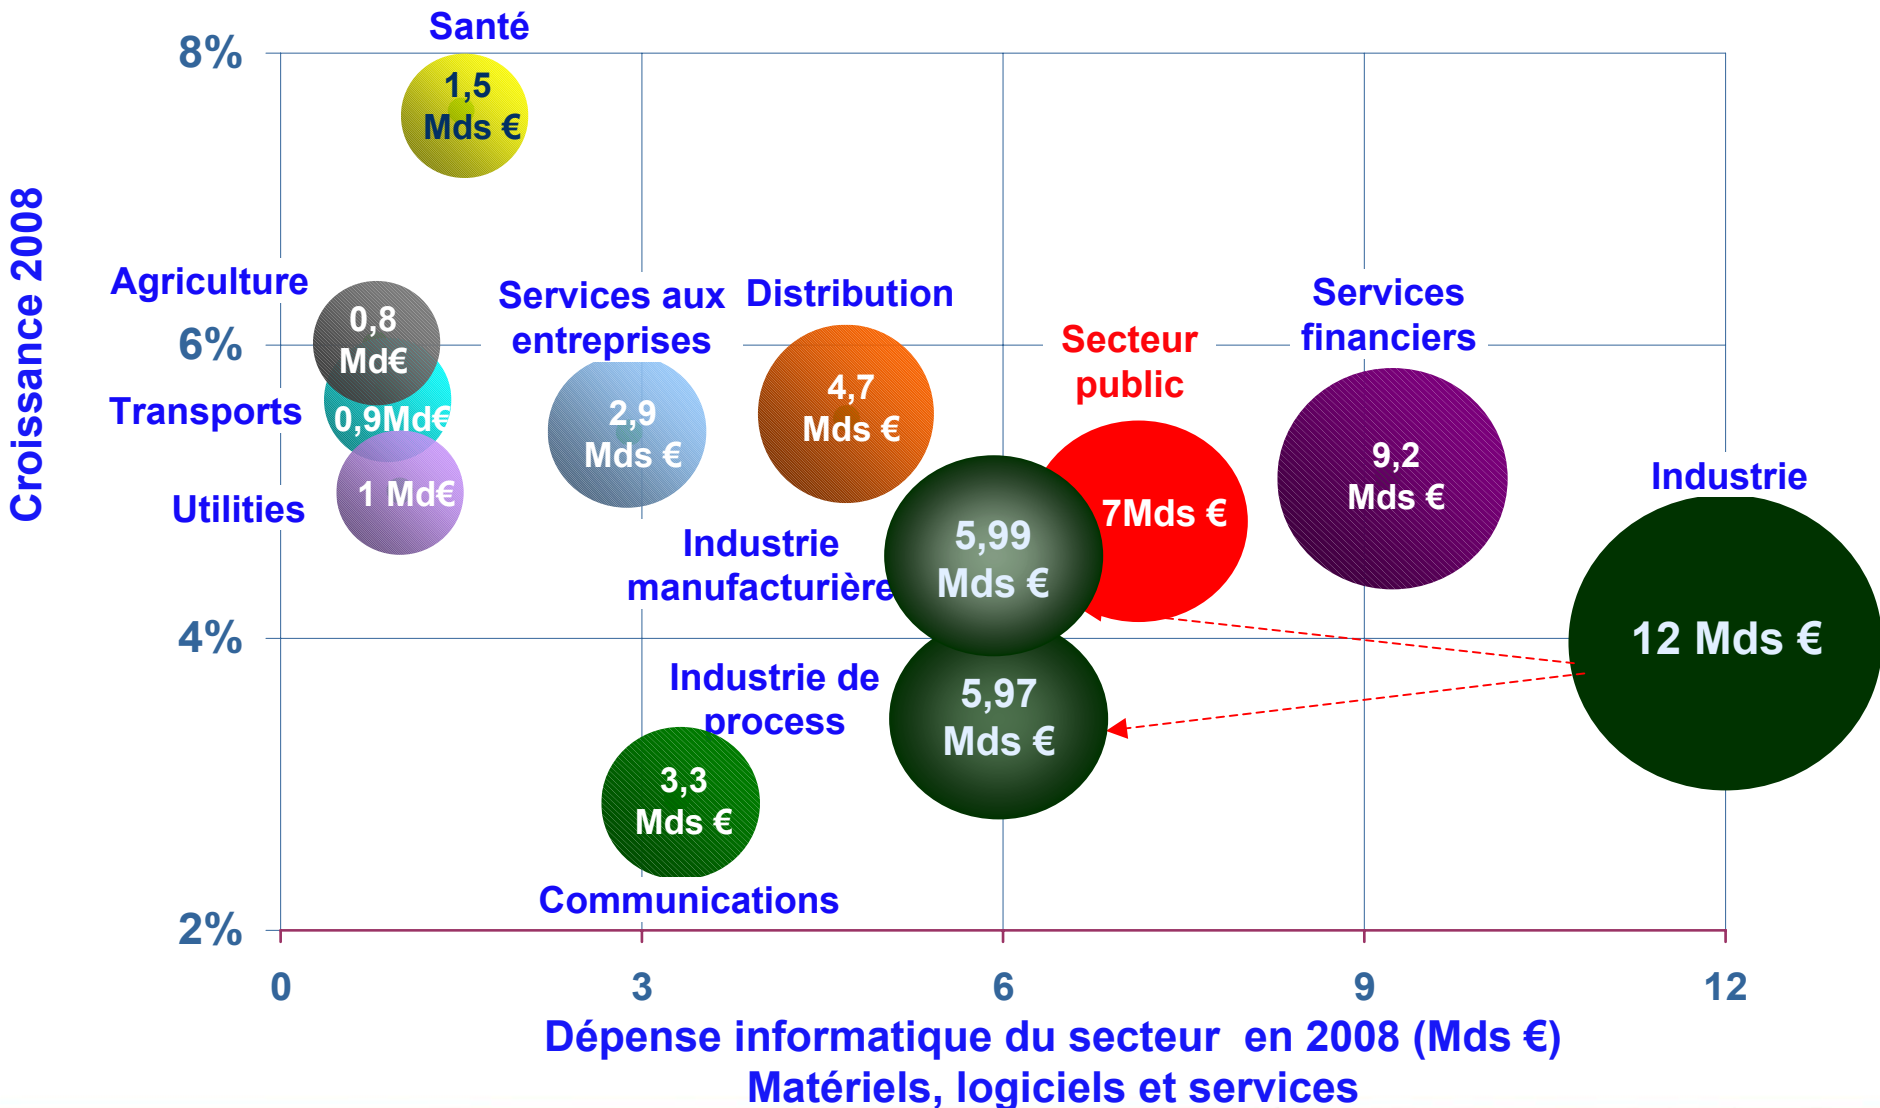 Santé
8%
1,5
Mds €
Croissance 2008
Agriculture
0,8
Md€
6%
Transports
0,9Md€
Utilities
1 Md€
Services aux
entreprises
2,9
Mds €
Distribution
4,7
Mds €
Secteur
public
7Mds €
Services
financiers
9,2
Mds €
Industrie
12 Mds €
Industrie
manufacturière
5,99
Mds €
4%
Industrie de
process
5,97
Mds €
3,3
Mds €
Communications
2%
0
3
6
9
12
Dépense informatique du secteur en 2008 (Mds €)
Matériels, logiciels et services